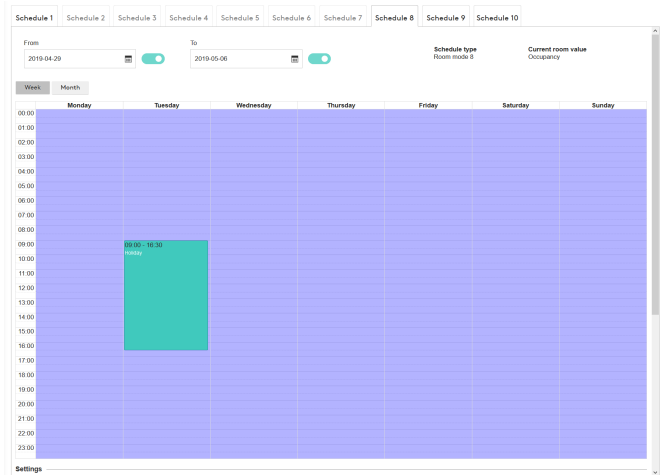 Schedule 1 Schedule 2 Schedule 3 Schedule 4 Schedule 5 Schedule 6 Schedule 7 Schedule 8 Schedule 9 Schedule 10
From To
Schedule type Current room value
2019-04-29 2019-05-06 Room mode 8 Occupancy
Week Month
Monday Tuesday Wednesday Thursday Friday Saturday Sunday
00:00
01:00
02:00
03:00
04:00
05:00
06:00
07:00
08:00
09:00 09:00 - 16:30
Holiday
10:00
11:00
12:00
13:00
14:00
15:00
16:00
17:00
18:00
19:00
20:00
21:00
22:00
23:00
Settings